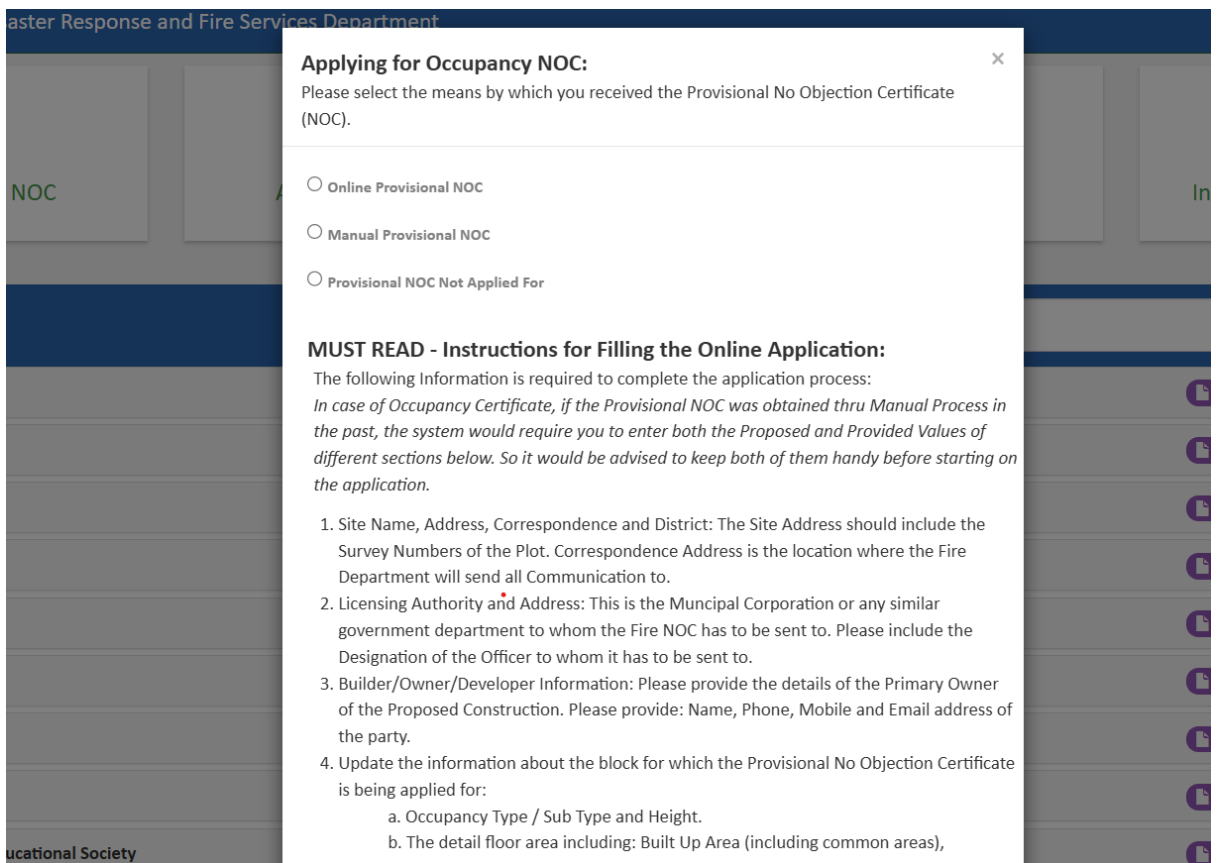 aster Response and Fire Services Department
Applying for Occupancy NOC:
×
Please select the means by which you received the Provisional No Objection Certificate
(NOC).
NOC
In
Online Provisional NOC
Manual Provisional NOC
Provisional NOC Not Applied For
MUST READ - Instructions for Filling the Online Application:
The following Information is required to complete the application process:
In case of Occupancy Certificate, if the Provisional NOC was obtained thru Manual Process in
the past, the system would require you to enter both the Proposed and Provided Values of
different sections below. So it would be advised to keep both of them handy before starting on
the application.
1. Site Name, Address, Correspondence and District: The Site Address should include the
Survey Numbers of the Plot. Correspondence Address is the location where the Fire
Department will send all Communication to.
2. Licensing Authority and Address: This is the Muncipal Corporation or any similar
government department to whom the Fire NOC has to be sent to. Please include the
Designation of the Officer to whom it has to be sent to.
3. Builder/Owner/Developer Information: Please provide the details of the Primary Owner
of the Proposed Construction. Please provide: Name, Phone, Mobile and Email address of
the party.
4. Update the information about the block for which the Provisional No Objection Certificate
is being applied for:
a. Occupancy Type / Sub Type and Height.
b. The detail floor area including: Built Up Area (including common areas),
ucational Society